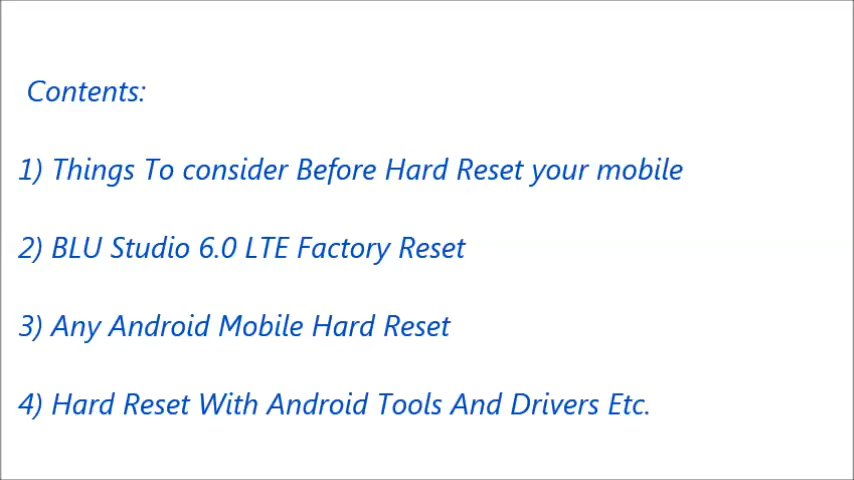 Contents:
1) Things To consider Before Hard Reset your mobile
2) BLU Studio 6.0 LTE Factory Reset
3) Any Android Mobile Hard Reset
4) Hard Reset With Android Tools And Drivers Etc.